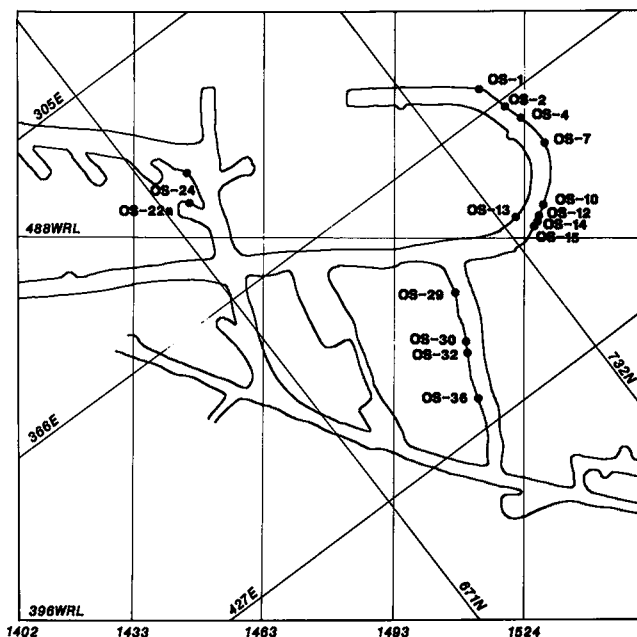 OS-1
OS-2
305E
OS-4
OS-7
OS-24
OS-10
OS-22a
OS-13
OS-12
OS-14
488WRL
OS-15
OS-29
OS-30
OS-32
732N
OS-36
366E
427E
671N
396WRL
1402
1433
1463
1493
1524